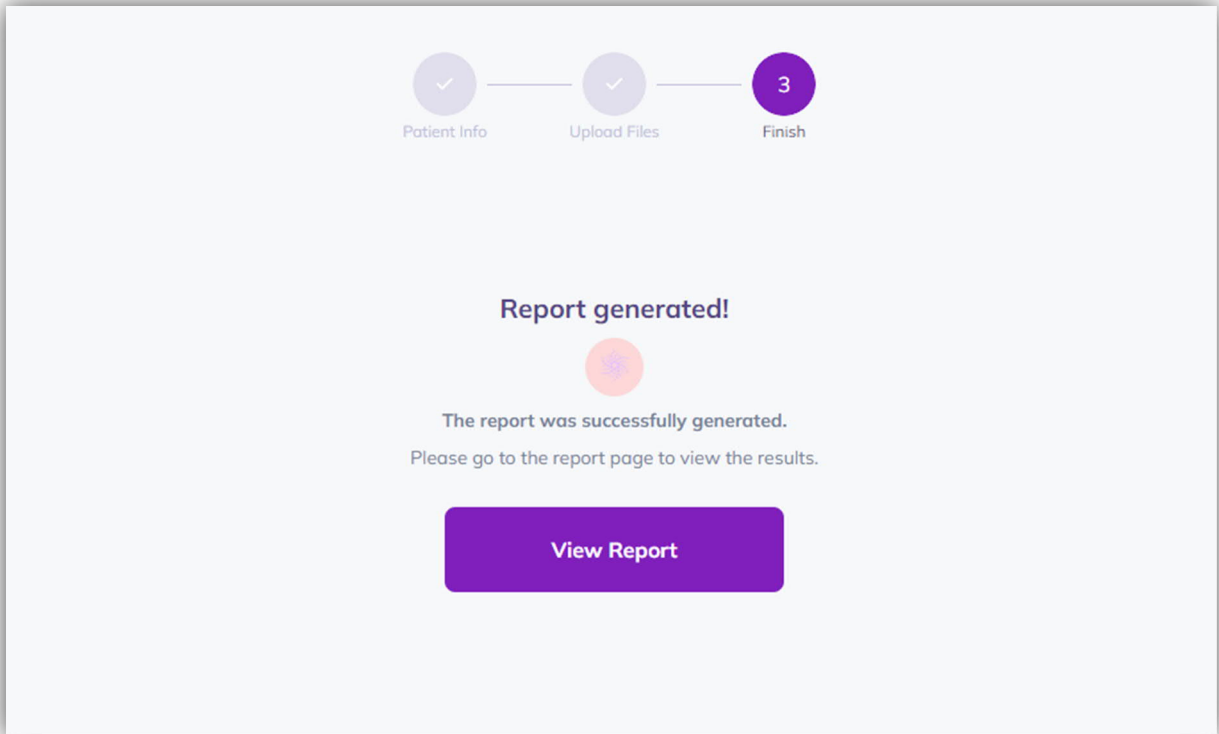 3
Patient Info
Upload Files
Finish
Report generated!
The report was successfully generated.
Please go to the report page to view the results.
View Report